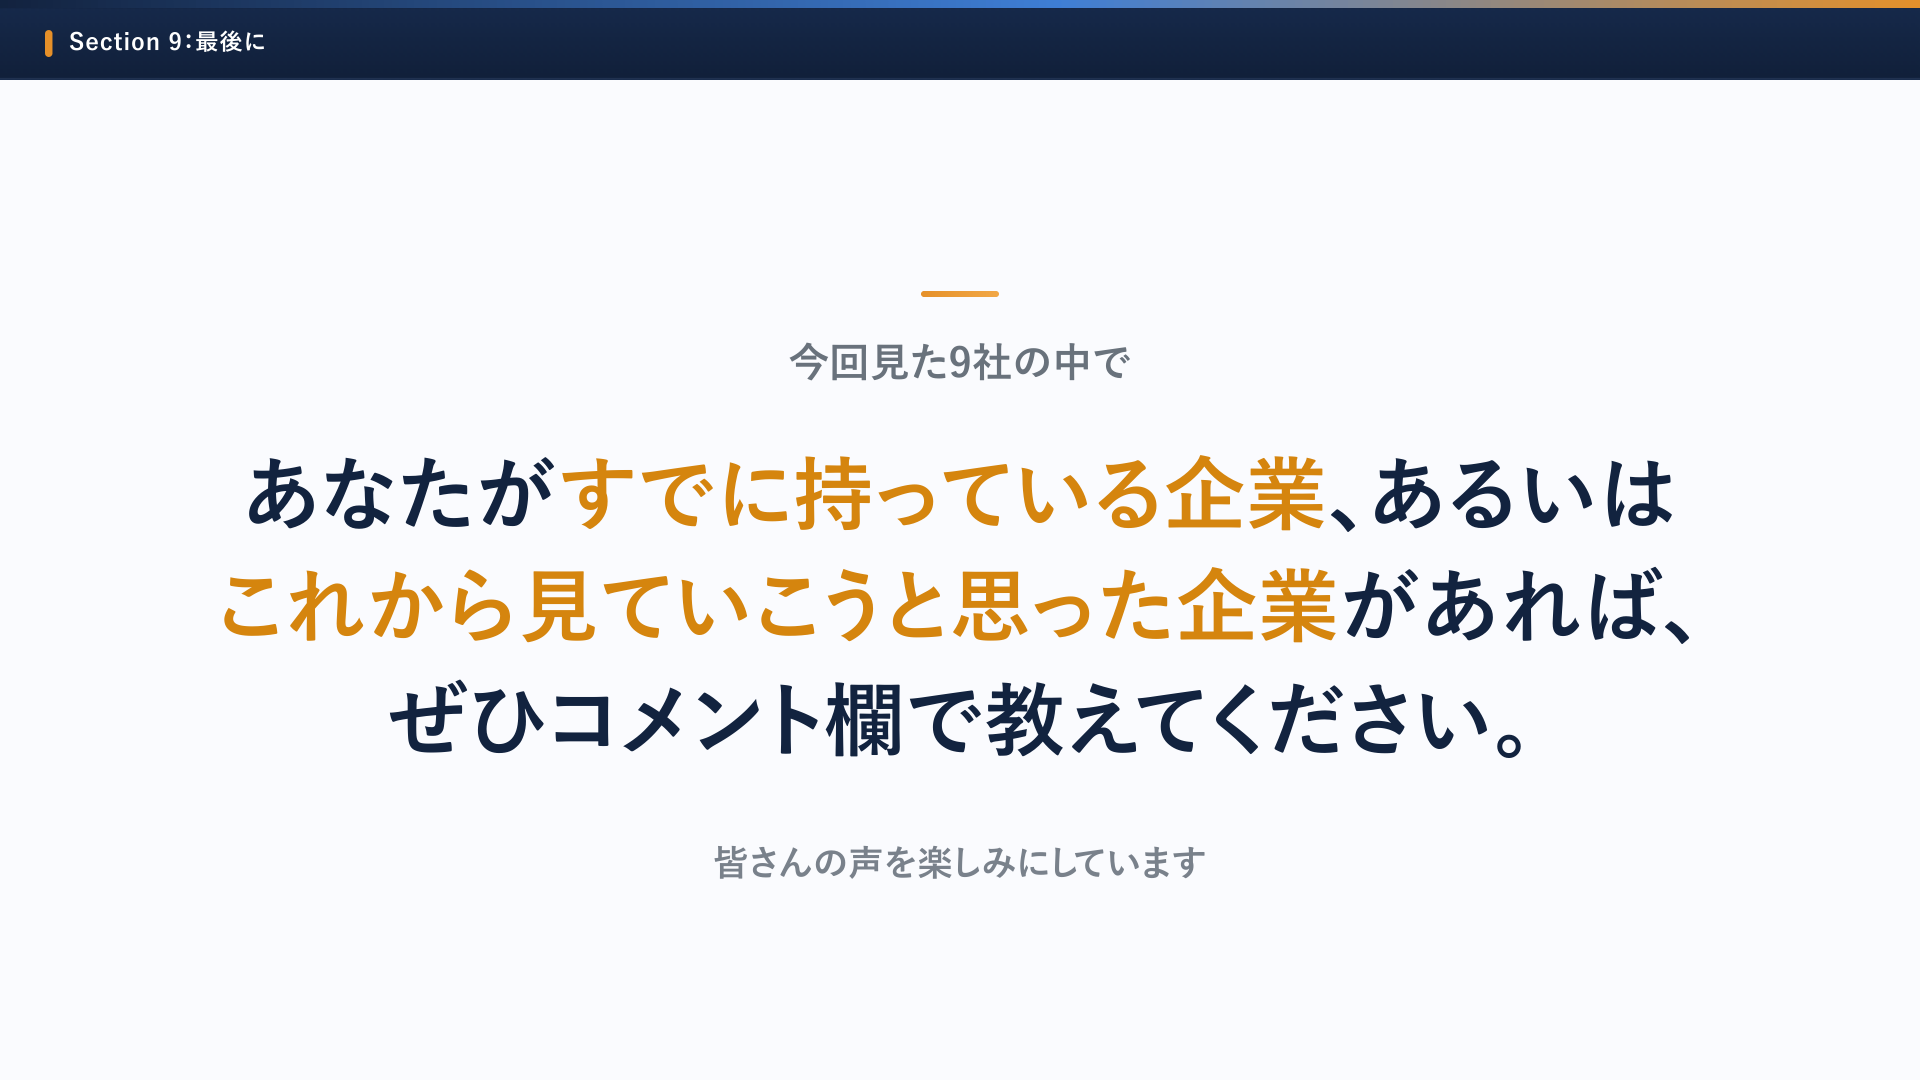 Section 9：最後に
今回見た9社の中で
あなたがすでに持っている企業、あるいは
これから見ていこうと思った企業があれば、
ぜひコメント欄で教えてください。
皆さんの声を楽しみにしています